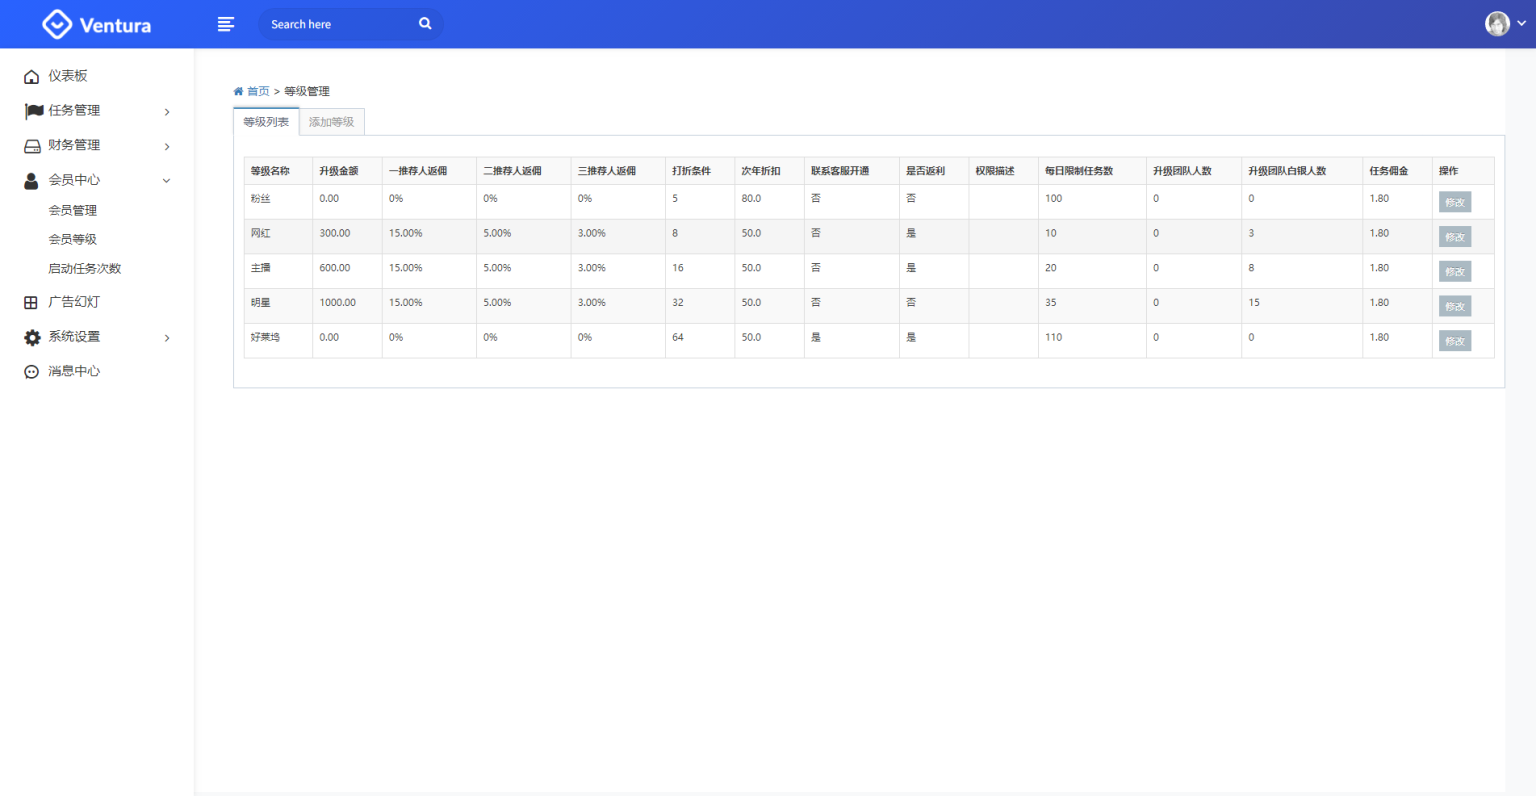 Ventura
Search here
仪表板
任务管理
财务管理
会员中心
会员管理
会员等级
启动任务次数
广告幻灯
系统设置
消息中心
首页 > 等级管理
等级列表 添加等级
等级名称 升级金额 一推荐人返佣 二推荐人返佣 三推荐人返佣 打折条件 次年折扣 联系客服开通 是否返利 权限描述 每日限制任务数 升级团队人数 升级团队白银人数 任务佣金 操作
粉丝 0.00 0% 0% 0% 5 80.0 否 否 100 0 0 1.80 修改
网红 300.00 15.00% 5.00% 3.00% 8 50.0 否 是 10 0 3 1.80 修改
主播 600.00 15.00% 5.00% 3.00% 16 50.0 否 是 20 0 8 1.80 修改
明星 1000.00 15.00% 5.00% 3.00% 32 50.0 否 否 35 0 15 1.80 修改
好莱坞 0.00 0% 0% 0% 64 50.0 是 是 110 0 0 1.80 修改